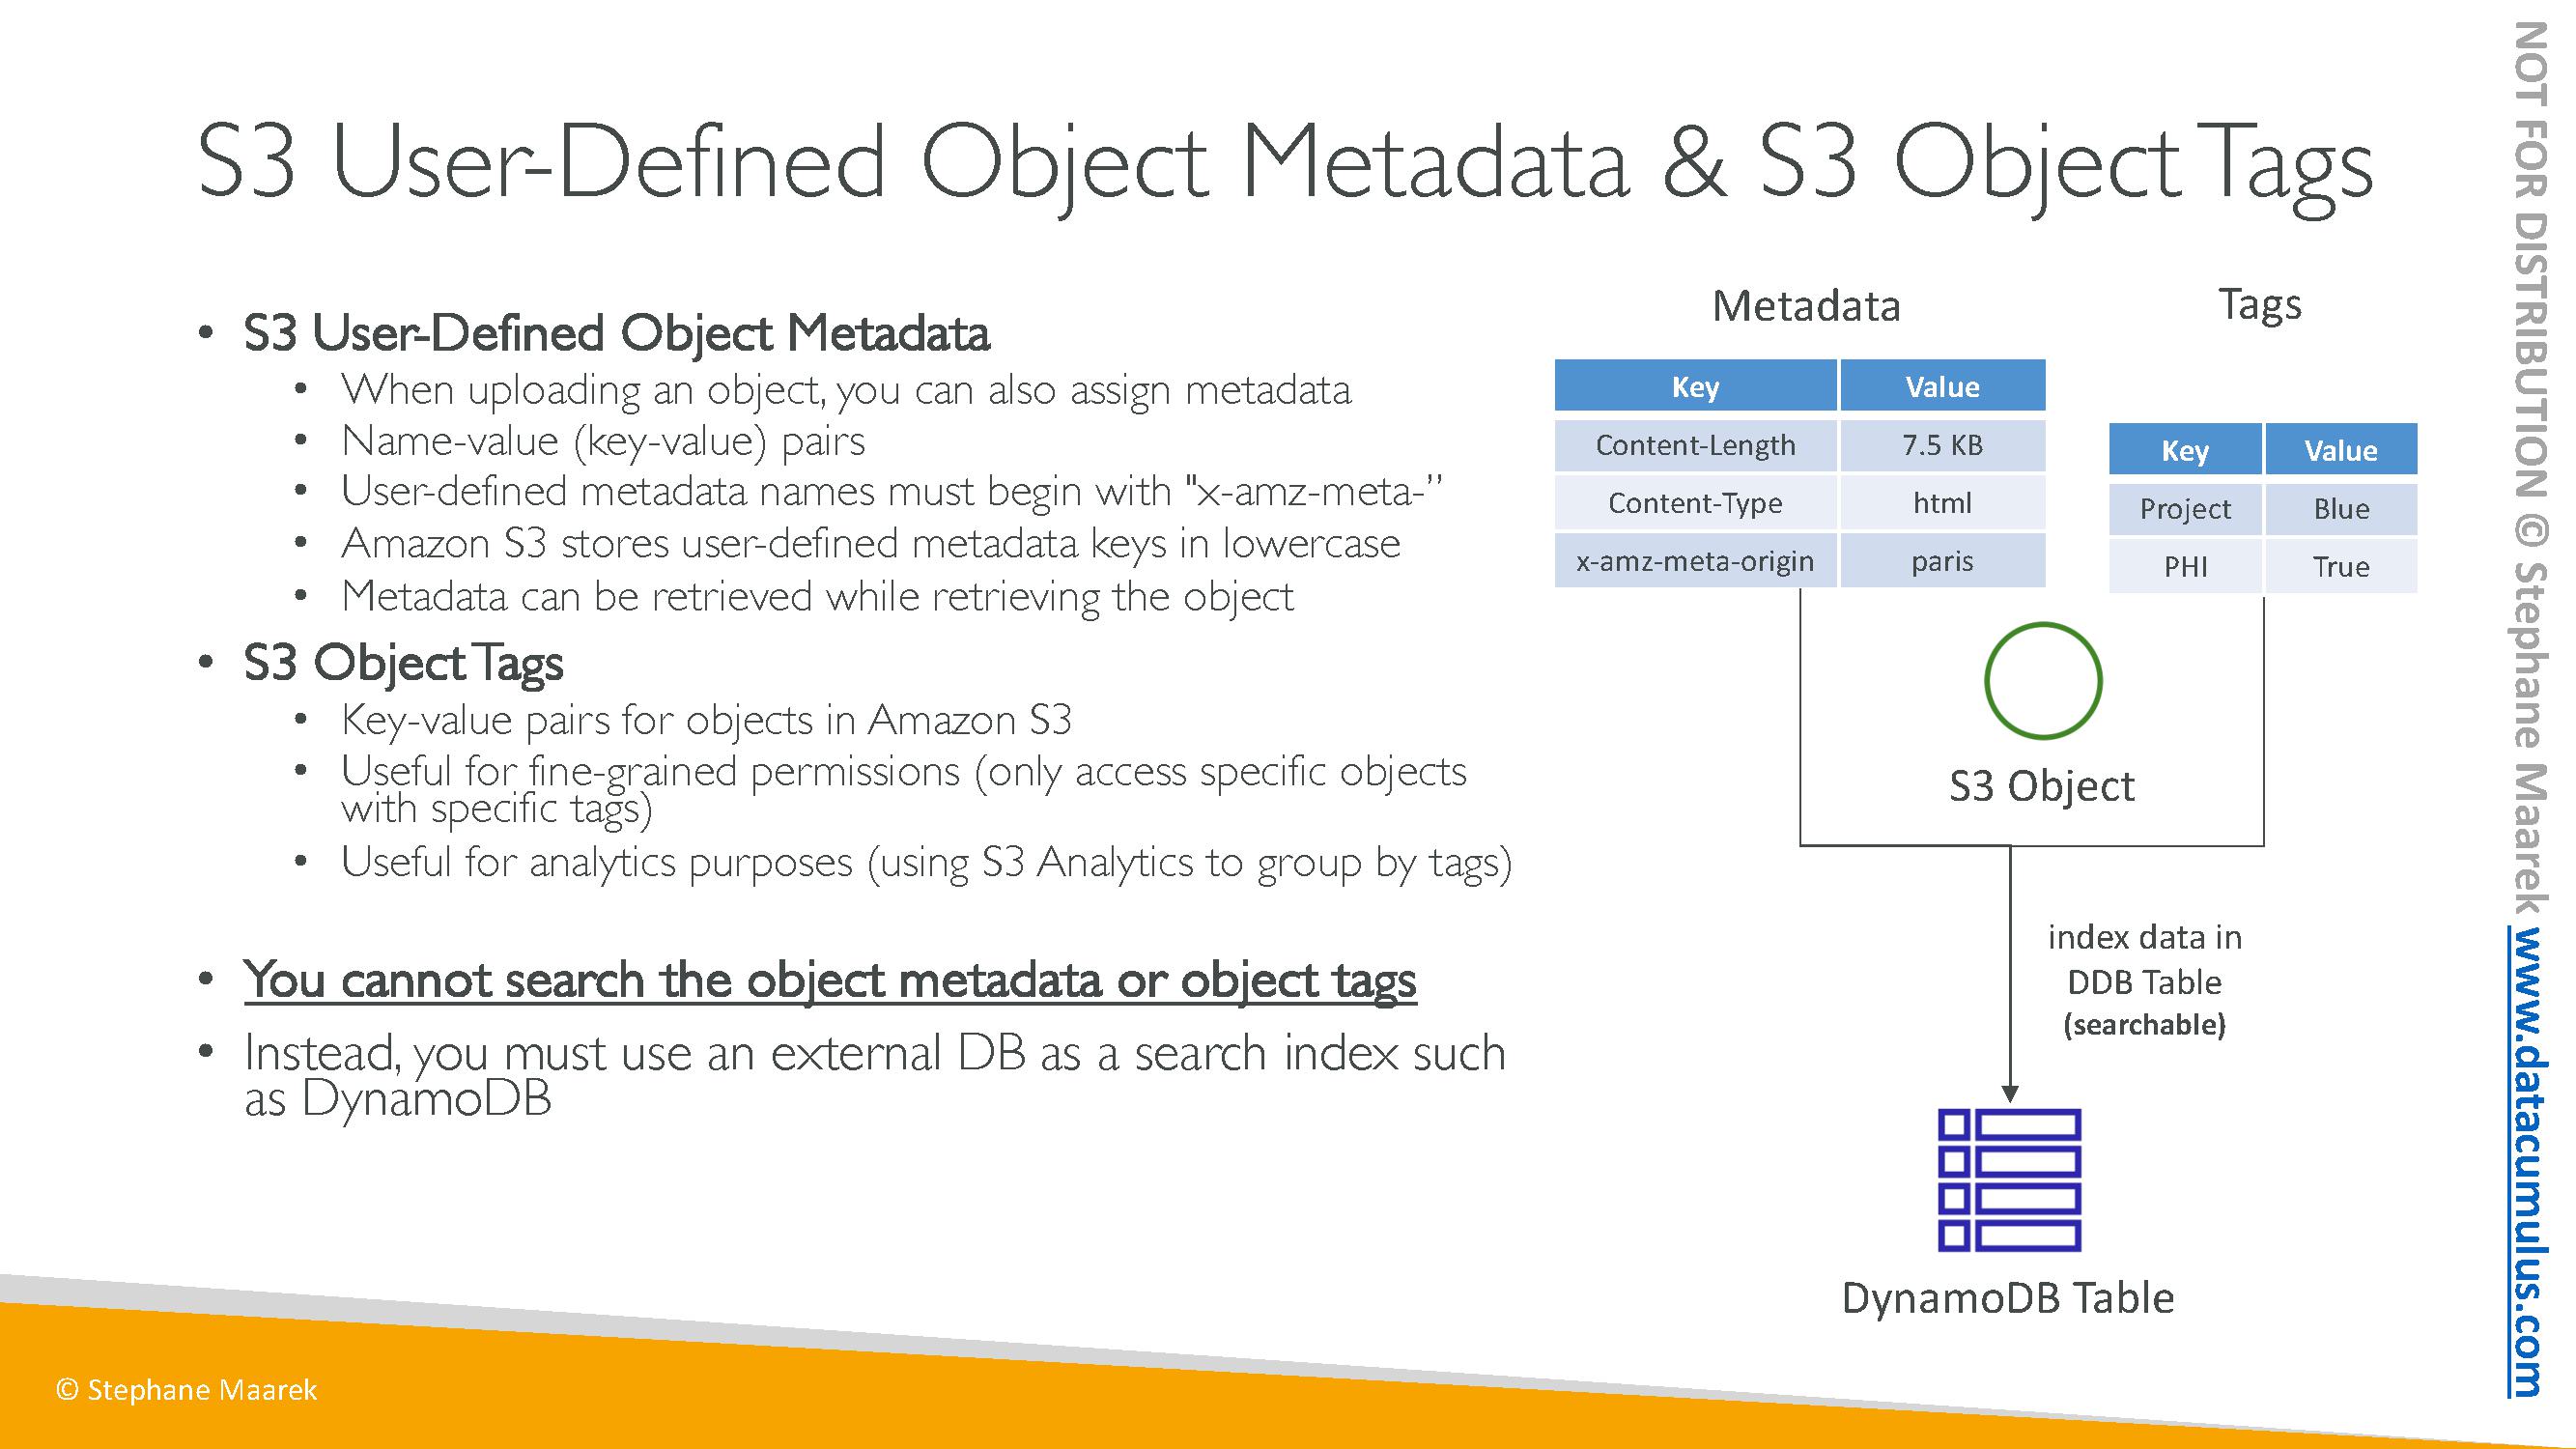 S3 User-Defined Object Metadata & S3 Object Tags
• S3 User-Defined Object Metadata
• When uploading an object, you can also assign metadata
• Name-value (key-value) pairs
• User-defined metadata names must begin with "x-amz-meta-”
• Amazon S3 stores user-defined metadata keys in lowercase
• Metadata can be retrieved while retrieving the object
• S3 Object Tags
• Key-value pairs for objects in Amazon S3
• Useful for fine-grained permissions (only access specific objects
with specific tags)
• Useful for analytics purposes (using S3 Analytics to group by tags)
• You cannot search the object metadata or object tags
• Instead, you must use an external DB as a search index such
as DynamoDB
Metadata
Key Value
Content-Length 7.5 KB
Content-Type html
x-amz-meta-origin paris
Tags
Key Value
Project Blue
PHI True
S3 Object
index data in
DDB Table
(searchable)
DynamoDB Table
© Stephane Maarek
NOT FOR DISTRIBUTION © Stephane Maarek www.datacumulus.com